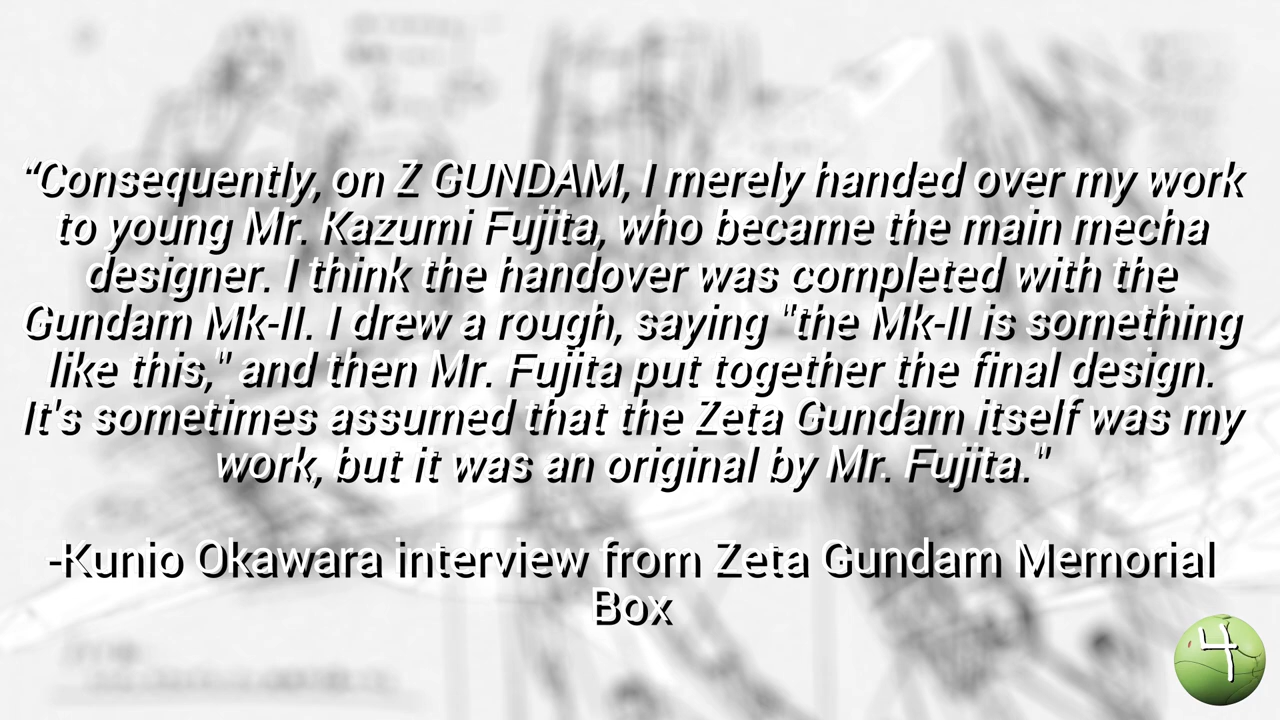 “Consequently, on Z GUNDAM, I merely handed over my work
to young Mr. Kazumi Fujita, who became the main mecha
designer. I think the handover was completed with the
Gundam Mk-II. I drew a rough, saying "the Mk-II is something
like this," and then Mr. Fujita put together the final design.
It's sometimes assumed that the Zeta Gundam itself was my
work, but it was an original by Mr. Fujita."
-Kunio Okawara interview from Zeta Gundam Memorial
Box
4